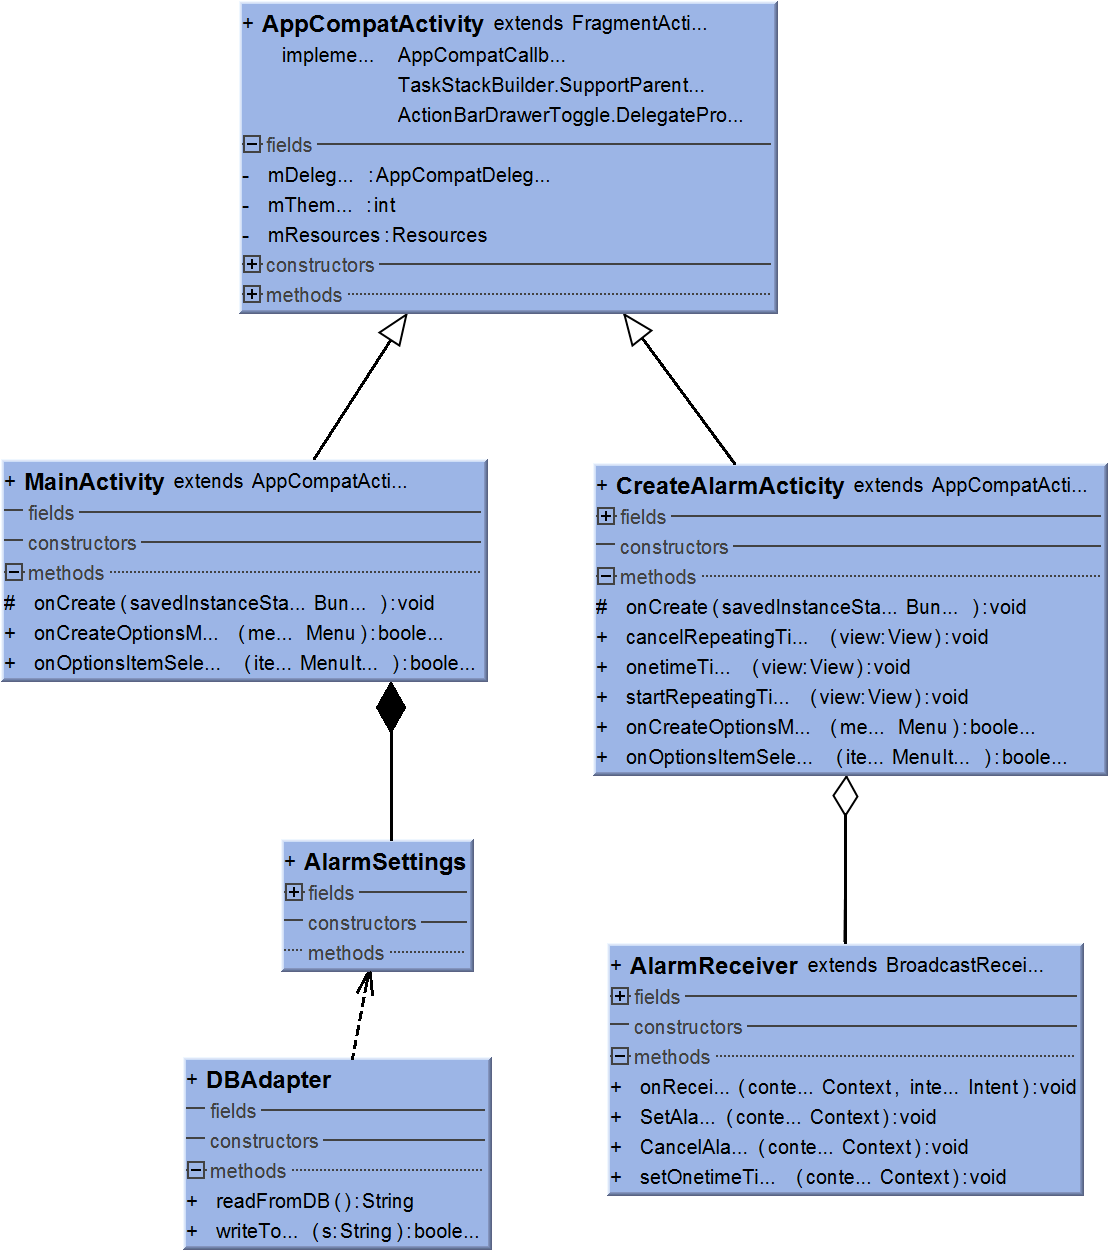 + AppCompatActivity extends FragmentActi...
impleme... AppCompatCallb...
TaskStackBuilder.SupportParent...
ActionBarDrawerToggle.DelegatePro...
fields
- mDeleg... :AppCompatDeleg...
- mThem... :int
- mResources:Resources
constructors
methods
+ MainActivity extends AppCompatActi...
fields
constructors
methods
# onCreate (savedInstanceSta... Bun... ):void
+ onCreateOptionsM... (me... Menu ):boole...
+ onOptionsItemSele... (ite... MenuIt... ):boole...
+ CreateAlarmActicity extends AppCompatActi...
fields
constructors
methods
# onCreate (savedInstanceSta... Bun... ):void
+ cancelRepeatingTi... (view:View):void
+ onetimeTi... (view:View):void
+ startRepeatingTi... (view:View):void
+ onCreateOptionsM... (me... Menu ):boole...
+ onOptionsItemSele... (ite... MenuIt... ):boole...
+ AlarmSettings
fields
constructors
methods
+ AlarmReceiver extends BroadcastRecei...
fields
constructors
methods
+ onRecei... (conte... Context, inte... Intent):void
+ SetAla... (conte... Context):void
+ CancelAla... (conte... Context):void
+ setOnetimeTi... (conte... Context):void
+ DBAdapter
fields
constructors
methods
+ readFromDB ():String
+ writeTo... (s:String):boole...